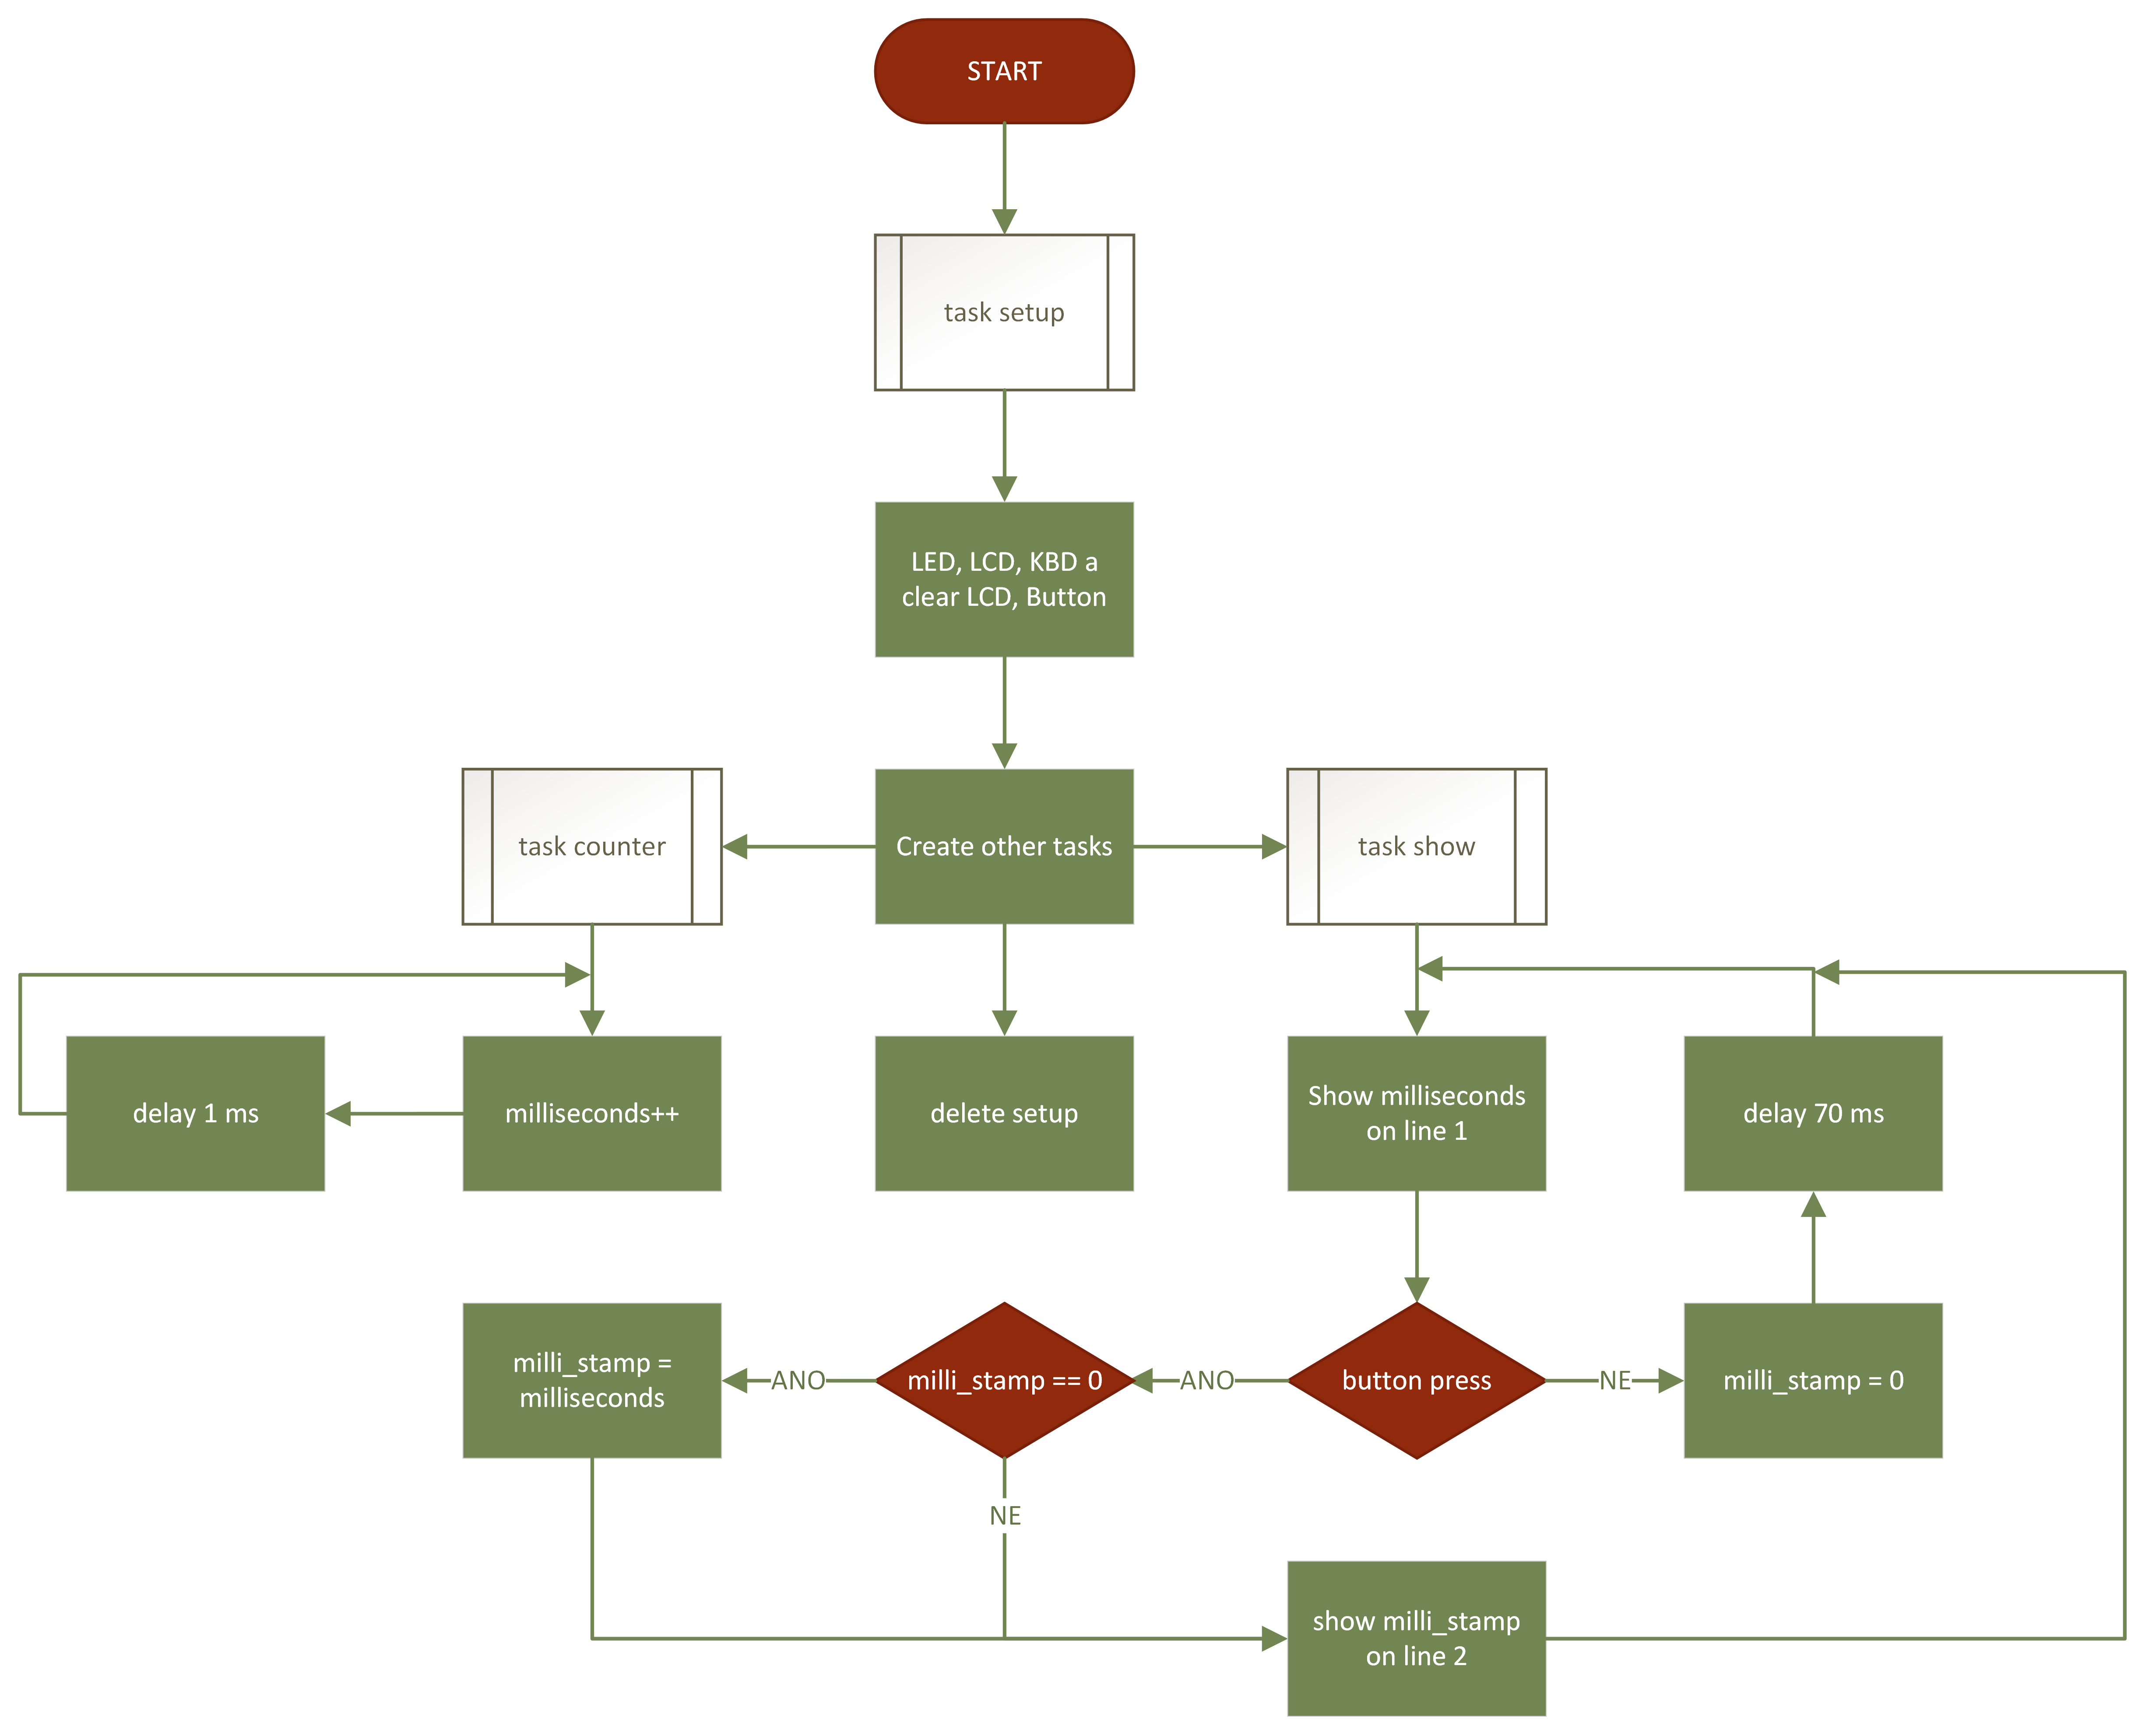 START
task setup
LED, LCD, KBD a
clear LCD, Button
task counter
Create other tasks
task show
delay 1 ms
milliseconds++
delete setup
Show milliseconds
on line 1
delay 70 ms
milli_stamp =
milliseconds
ANO
milli_stamp == 0
ANO
button press
NE
milli_stamp = 0
NE
show milli_stamp
on line 2